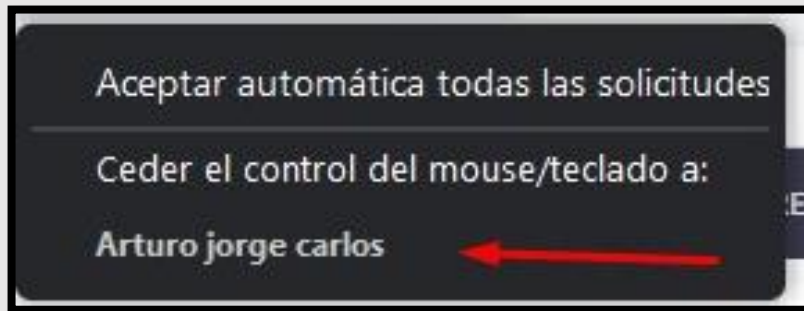 Aceptar automática todas las solicitudes
Ceder el control del mouse/teclado a:
Arturo jorge carlos